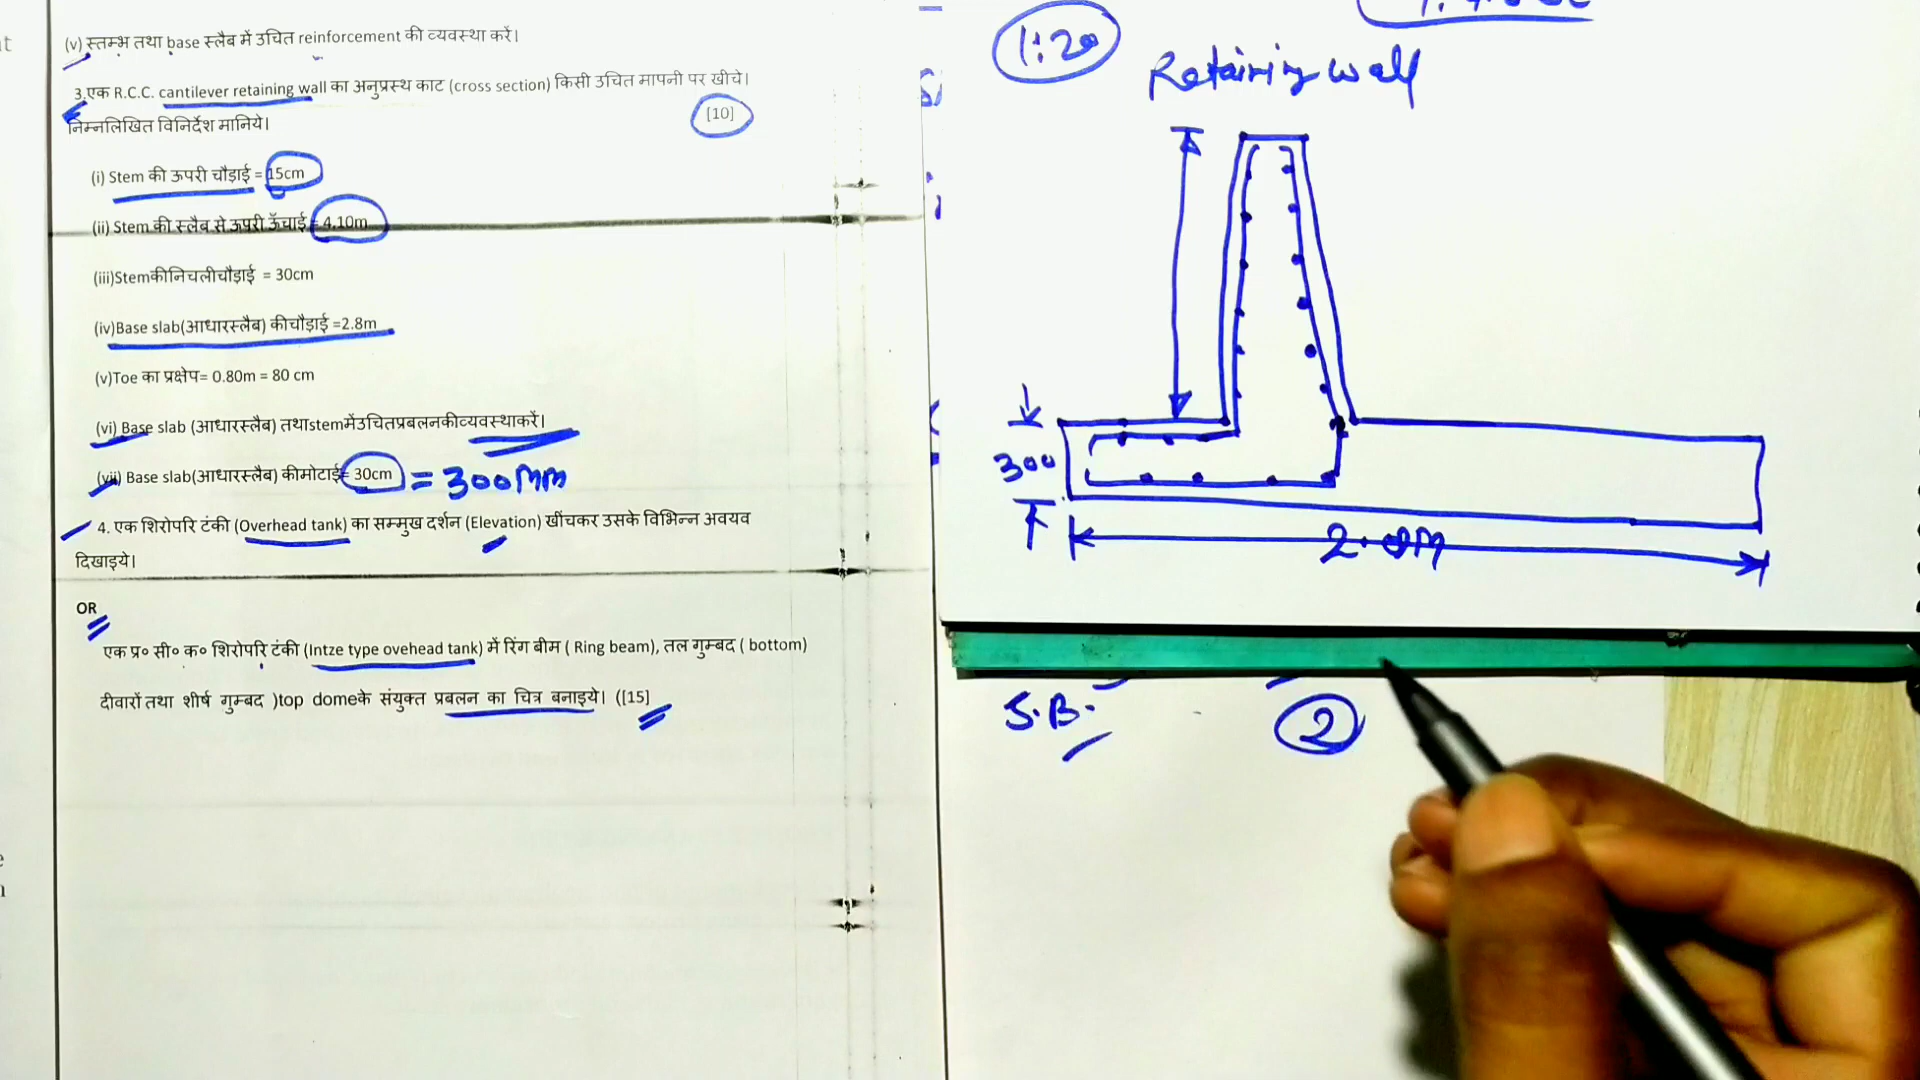 (v) स्तम्भ तथा base स्लैब में उचित reinforcement की व्यवस्था करें।
3.एक R.C.C. cantilever retaining wall का अनुप्रस्थ काट (cross section) किसी उचित मापनी पर खीचे।
[10]
निम्नलिखित विनिर्देश मानिये।
(i) Stem की ऊपरी चौड़ाई = 15cm
(ii) Stem की स्लैब से ऊपरी ऊँचाई = 4.10m
(iii)Stemकीनिचलीचौड़ाई = 30cm
(iv)Base slab(आधारस्लैब) कीचौड़ाई =2.8m
(v)Toe का प्रक्षेप= 0.80m = 80 cm
(vi) Base slab (आधारस्लैब) तथाstemमेंउचितप्रबलनकीव्यवस्थाकरें।
(vii) Base slab(आधारस्लैब) कीमोटाई= 30cm = 300mm
4. एक शिरोपरि टंकी (Overhead tank) का सम्मुख दर्शन (Elevation) खींचकर उसके विभिन्न अवयव
दिखाइये।
OR
एक प्र० सी० क० शिरोपरि टंकी (Intze type ovehead tank) में रिंग बीम ( Ring beam), तल गुम्बद ( bottom)
दीवारों तथा शीर्ष गुम्बद )top domeके संयुक्त प्रबलन का चित्र बनाइये। ([15]
1:20
Retaining wall
300
S.B.
2